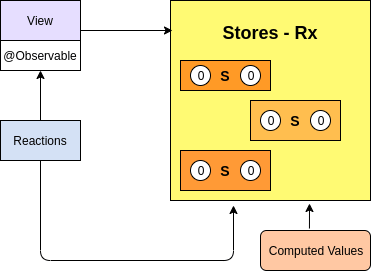 View
@Observable
Stores - Rx
0 S 0
0 S 0
0 S 0
Reactions
Computed Values